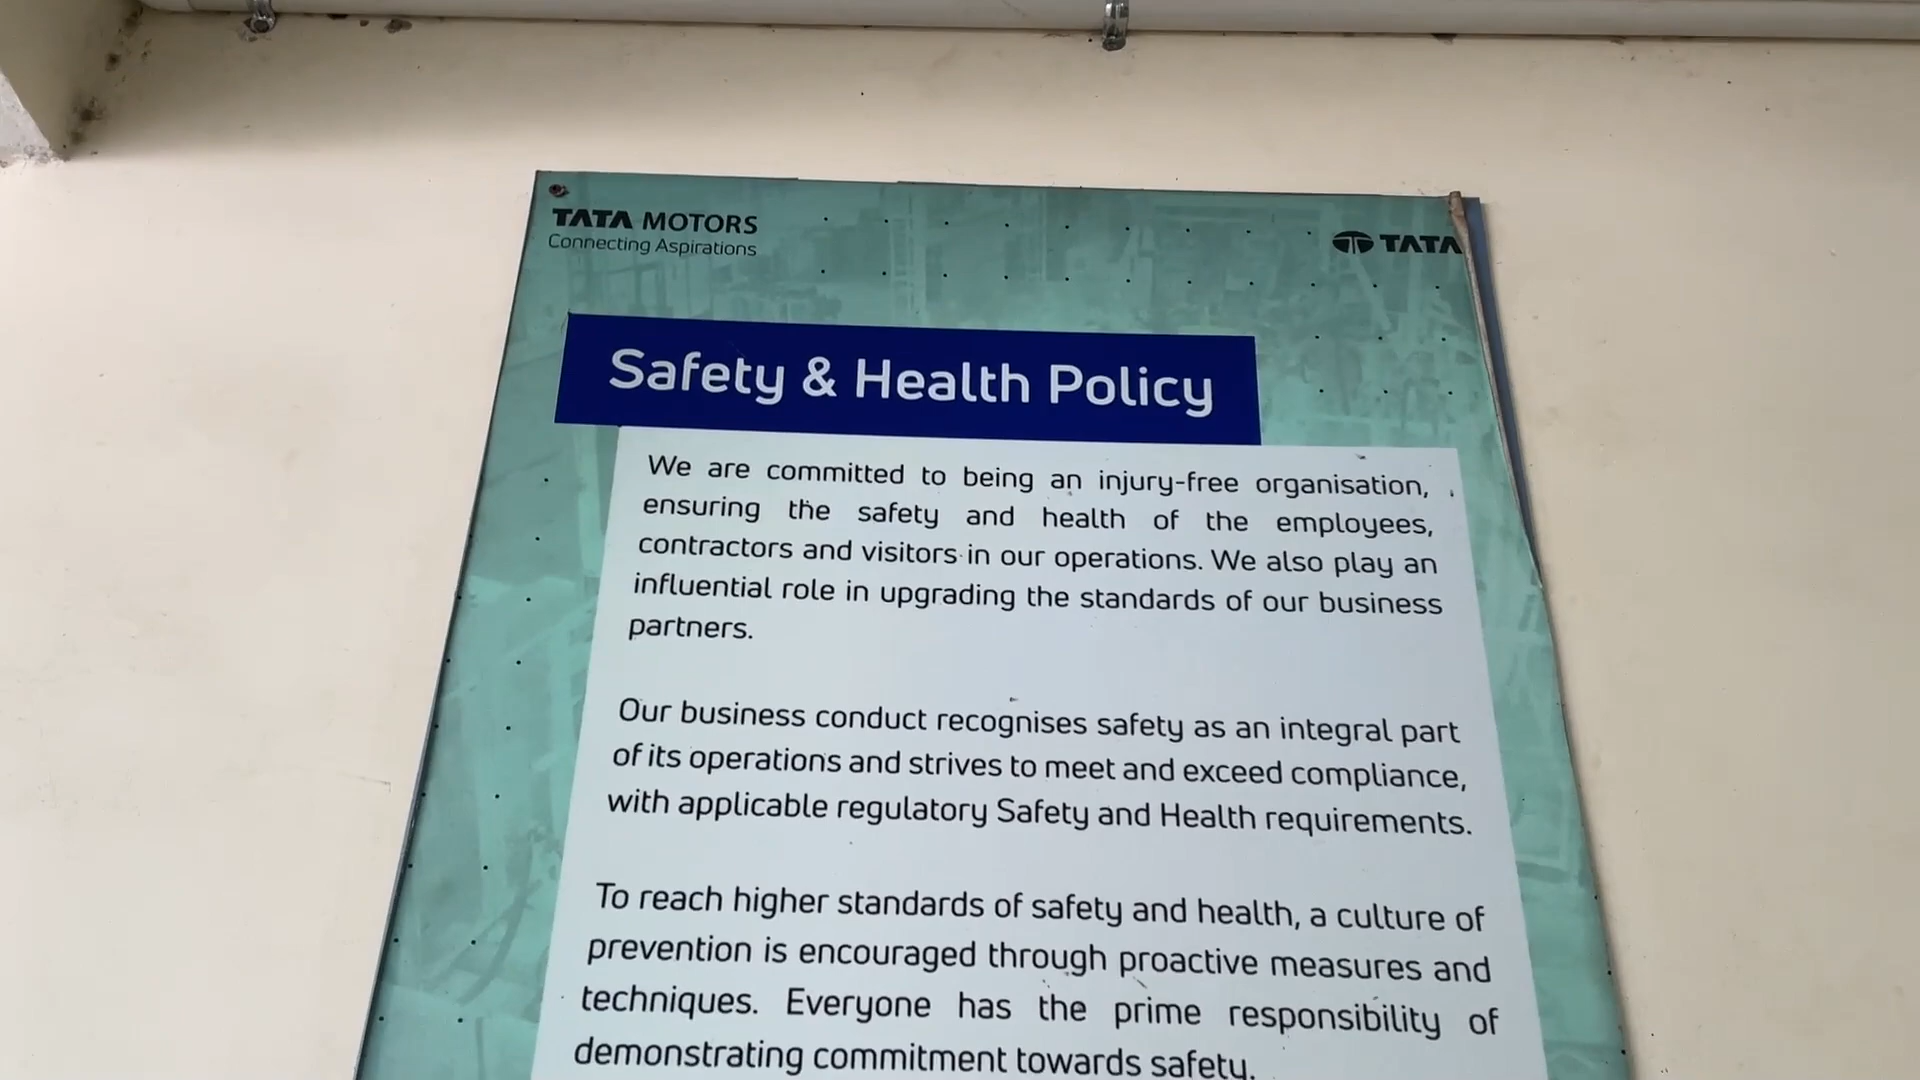 TATA MOTORS
Connecting Aspirations
TATA
Safety & Health Policy
We are committed to being an injury-free organisation,
ensuring the safety and health of the employees,
contractors and visitors in our operations. We also play an
influential role in upgrading the standards of our business
partners.
Our business conduct recognises safety as an integral part
of its operations and strives to meet and exceed compliance,
with applicable regulatory Safety and Health requirements.
To reach higher standards of safety and health, a culture of
prevention is encouraged through proactive measures and
techniques. Everyone has the prime responsibility of
demonstrating commitment towards safety.